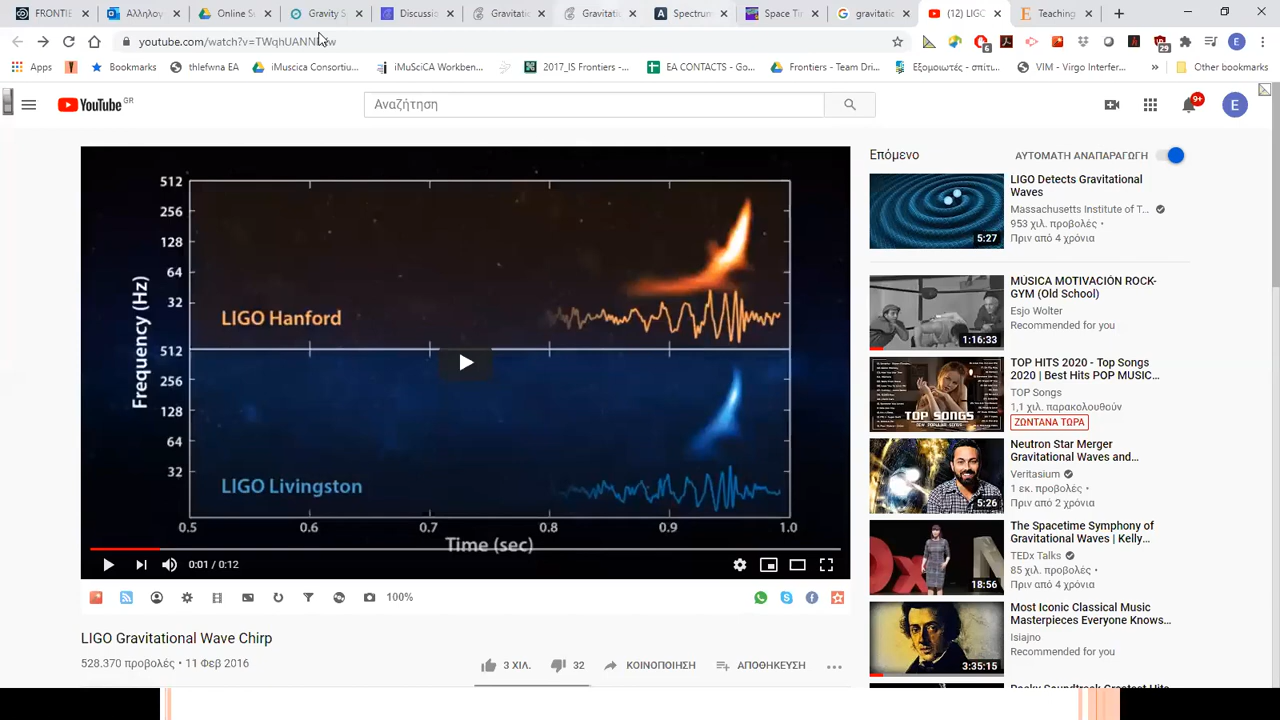 FRONTIE
Αλληλογ
Online Se
Gravity S
Discussio
Gravitatio
Gravitati
Spectrum
Space Tir
gravitatic
(12) LIGC
Teaching
youtube.com/watch?v=TWqhUANN
6
29
E
Apps
Bookmarks
thlefwna EA
iMusica Consortiu...
iMuSciCA Workben...
2017_IS Frontiers -...
EA CONTACTS - Go...
Frontiers - Team Dri...
Εξομοιωτές - σπίτι...
VIM - Virgo Interfer...
»
Other bookmarks
YouTube GR
Αναζήτηση
9+
E
512
256
128
64
32
LIGO Hanford
Frequency (Hz)
512
256
128
64
32
LIGO Livingston
0.5 0.6 0.7 0.8 0.9 1.0
Time (sec)
0:01 / 0:12
100%
LIGO Gravitational Wave Chirp
528.370 προβολές • 11 Φεβ 2016
3 ΧΙΛ.
32
ΚΟΙΝΟΠΟΙΗΣΗ
ΑΠΟΘΗΚΕΥΣΗ
Επόμενο
ΑΥΤΟΜΑΤΗ ΑΝΑΠΑΡΑΓΩΓΗ
LIGO Detects Gravitational
Waves
Massachusetts Institute of T...
953 χιλ. προβολές •
Πριν από 4 χρόνια
5:27
MÚSICA MOTIVACIÓN ROCK-
GYM (Old School)
Esjo Wolter
Recommended for you
1:16:33
TOP HITS 2020 - Top Songs
2020 | Best Hits POP MUSIC...
TOP Songs
1,1 χιλ. παρακολουθούν
ΖΩΝΤΑΝΑ ΤΩΡΑ
TOP SONGS
Neutron Star Merger
Gravitational Waves and...
Veritasium
1 εκ. προβολές •
Πριν από 2 χρόνια
5:26
The Spacetime Symphony of
Gravitational Waves | Kelly...
TEDx Talks
85 χιλ. προβολές •
Πριν από 4 χρόνια
18:56
Most Iconic Classical Music
Masterpieces Everyone Knows...
Isiajno
Recommended for you
3:35:15